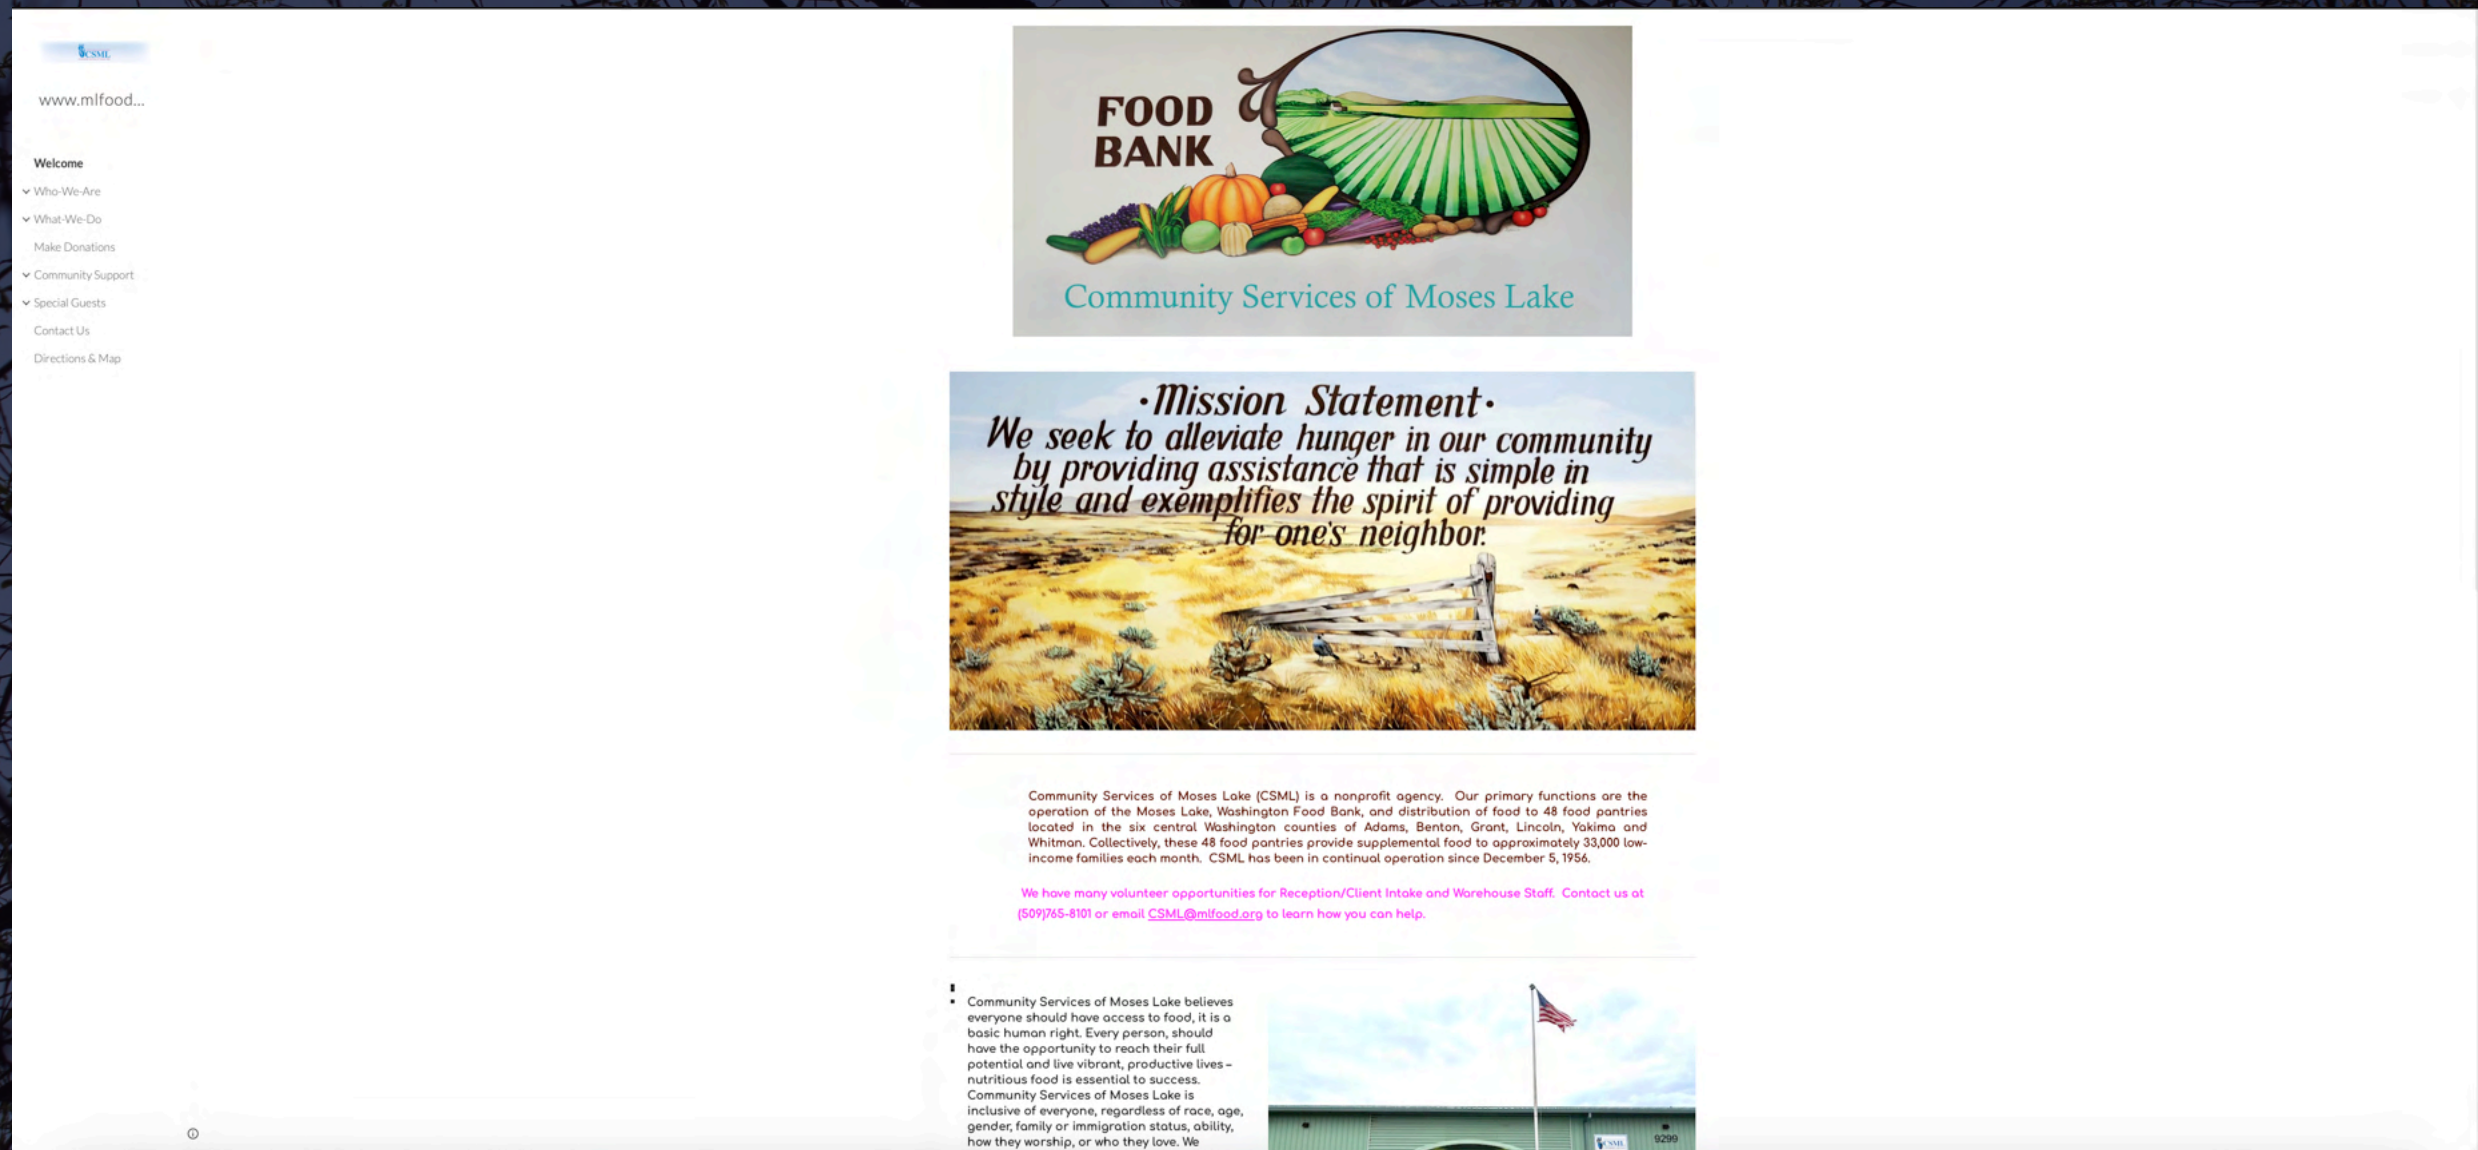 CSML
www.mlfood...
Welcome
Who-We-Are
What-We-Do
Make Donations
Community Support
Special Guests
Contact Us
Directions & Map
FOOD
BANK
Community Services of Moses Lake
•Mission Statement•
We seek to alleviate hunger in our community
by providing assistance that is simple in
style and exemplifies the spirit of providing
for one's neighbor.
Community Services of Moses Lake (CSML) is a nonprofit agency. Our primary functions are the
operation of the Moses Lake, Washington Food Bank, and distribution of food to 48 food pantries
located in the six central Washington counties of Adams, Benton, Grant, Lincoln, Yakima and
Whitman. Collectively, these 48 food pantries provide supplemental food to approximately 33,000 low-
income families each month. CSML has been in continual operation since December 5, 1956.
We have many volunteer opportunities for Reception/Client Intake and Warehouse Staff. Contact us at
(509)765-8101 or email CSML@mlfood.org to learn how you can help.
Community Services of Moses Lake believes
everyone should have access to food, it is a
basic human right. Every person, should
have the opportunity to reach their full
potential and live vibrant, productive lives –
nutritious food is essential to success.
Community Services of Moses Lake is
inclusive of everyone, regardless of race, age,
gender, family or immigration status, ability,
how they worship, or who they love. We
CSML
9299